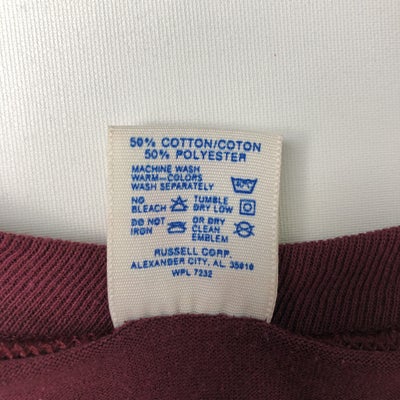 50% COTTON/COTON
50% POLYESTER
MACHINE WASH
WARM-COLORS
WASH SEPARATELY
NO BLEACH TUMBLE DRY LOW
DO NOT IRON OR DRY CLEAN EMBLEM
RUSSELL CORP.
ALEXANDER CITY, AL 35010
WPL 7232